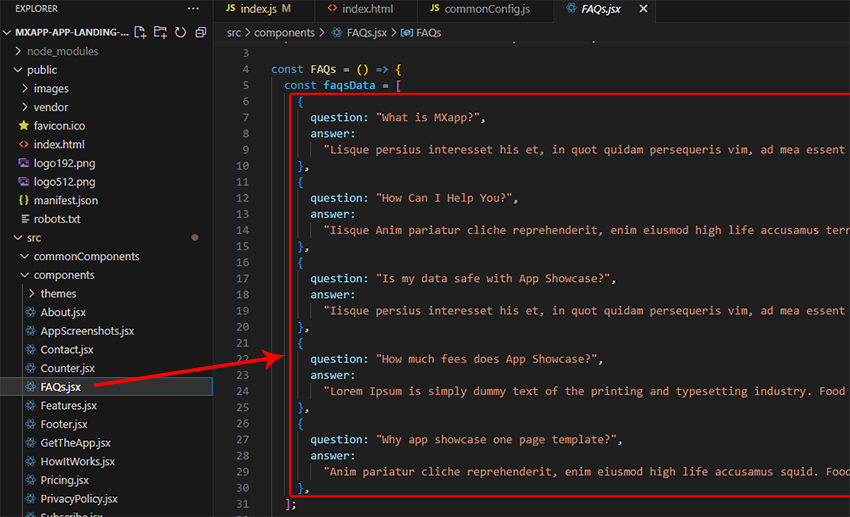 EXPLORER
MXAPP-APP-LANDING-...
node_modules
public
images
vendor
favicon.ico
index.html
logo192.png
logo512.png
manifest.json
robots.txt
src
commonComponents
components
themes
About.jsx
AppScreenshots.jsx
Contact.jsx
Counter.jsx
FAQs.jsx
Features.jsx
Footer.jsx
GetTheApp.jsx
HowItWorks.jsx
Pricing.jsx
PrivacyPolicy.jsx
Subscribe.jsx
JS index.js M <> index.html JS commonConfig.js FAQs.jsx
src > components > FAQs.jsx > FAQs
3
4 const FAQs = () => {
5 const faqsData = [
6 {
7 question: "What is MXapp?",
8 answer:
9 "Lisque persius interesset his et, in quot quidam persequeris vim, ad mea essent
10 },
11 {
12 question: "How Can I Help You?",
13 answer:
14 "Iisque Anim pariatur cliche reprehenderit, enim eiusmod high life accusamus terr
15 },
16 {
17 question: "Is my data safe with App Showcase?",
18 answer:
19 "Iisque persius interesset his et, in quot quidam persequeris vim, ad mea essent
20 },
21 {
22 question: "How much fees does App Showcase?",
23 answer:
24 "Lorem Ipsum is simply dummy text of the printing and typesetting industry. Food
25 },
26 {
27 question: "Why app showcase one page template?",
28 answer:
29 "Anim pariatur cliche reprehenderit, enim eiusmod high life accusamus squid. Food
30 },
31 ];